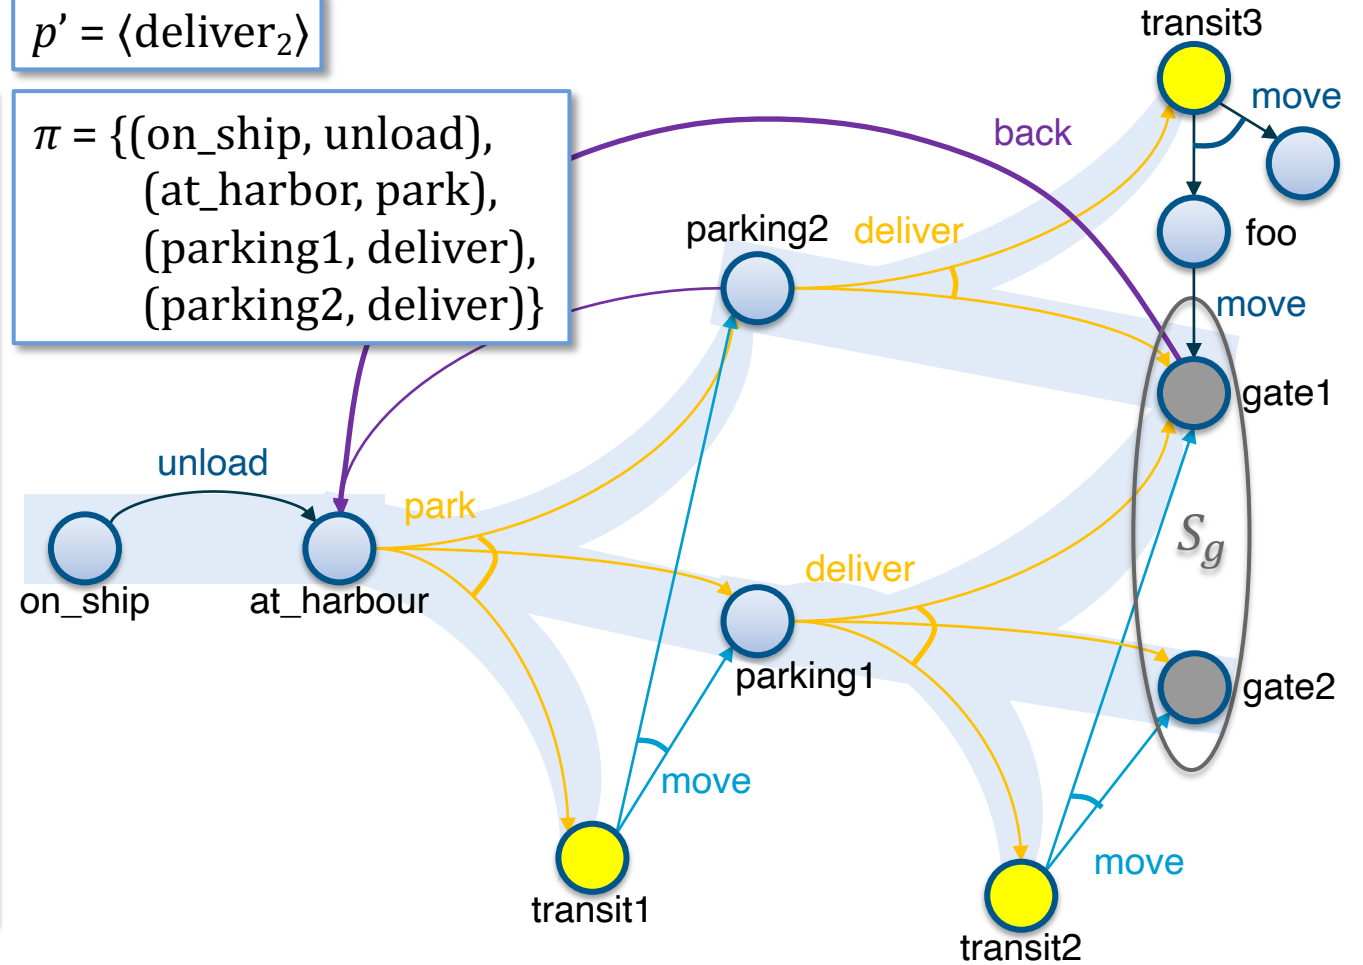 p’ = ⟨deliver₂⟩
π = {(on_ship, unload),
(at_harbor, park),
(parking1, deliver),
(parking2, deliver)}
transit3
move
back
foo
parking2
deliver
move
gate1
unload
park
S_g
on_ship
at_harbour
deliver
parking1
gate2
move
move
transit1
transit2